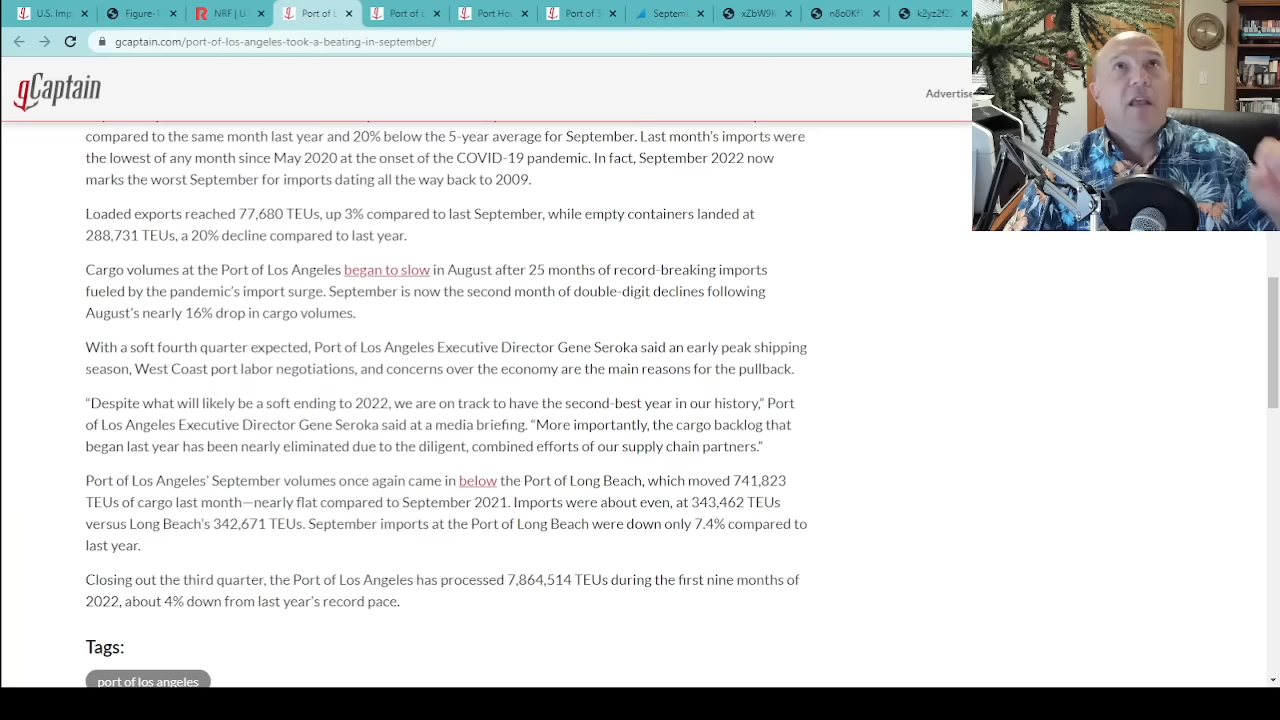 U.S. Imp
Figure-1
NRF | U
Port of L
Port of L
Port Hou
Port of S
Septemb
xZbW9K
n8o0Kf1
k2yz2f2
gcaptain.com/port-of-los-angeles-took-a-beating-in-september/
gCaptain
Advertise
compared to the same month last year and 20% below the 5-year average for September. Last month’s imports were
the lowest of any month since May 2020 at the onset of the COVID-19 pandemic. In fact, September 2022 now
marks the worst September for imports dating all the way back to 2009.
Loaded exports reached 77,680 TEUs, up 3% compared to last September, while empty containers landed at
288,731 TEUs, a 20% decline compared to last year.
Cargo volumes at the Port of Los Angeles began to slow in August after 25 months of record-breaking imports
fueled by the pandemic’s import surge. September is now the second month of double-digit declines following
August’s nearly 16% drop in cargo volumes.
With a soft fourth quarter expected, Port of Los Angeles Executive Director Gene Seroka said an early peak shipping
season, West Coast port labor negotiations, and concerns over the economy are the main reasons for the pullback.
“Despite what will likely be a soft ending to 2022, we are on track to have the second-best year in our history,” Port
of Los Angeles Executive Director Gene Seroka said at a media briefing. “More importantly, the cargo backlog that
began last year has been nearly eliminated due to the diligent, combined efforts of our supply chain partners.”
Port of Los Angeles’ September volumes once again came in below the Port of Long Beach, which moved 741,823
TEUs of cargo last month—nearly flat compared to September 2021. Imports were about even, at 343,462 TEUs
versus Long Beach’s 342,671 TEUs. September imports at the Port of Long Beach were down only 7.4% compared to
last year.
Closing out the third quarter, the Port of Los Angeles has processed 7,864,514 TEUs during the first nine months of
2022, about 4% down from last year’s record pace.
Tags:
port of los angeles